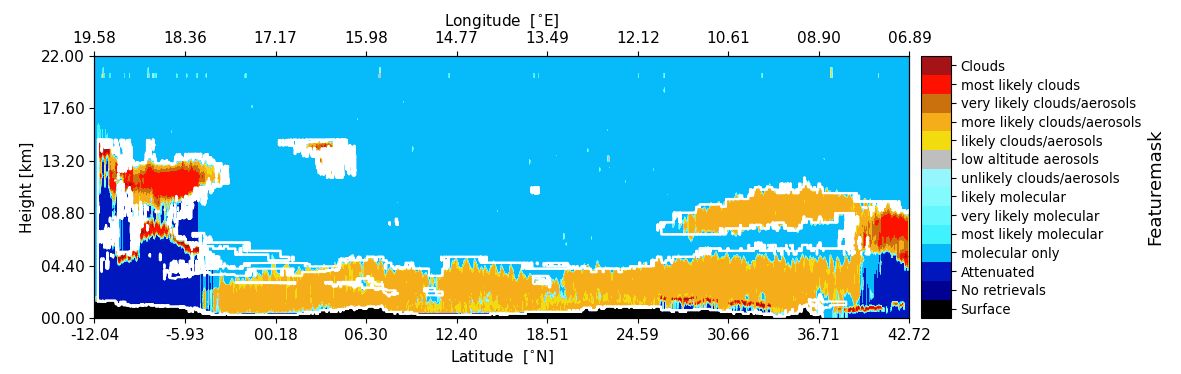 Longitude [°E]
19.58 18.36 17.17 15.98 14.77 13.49 12.12 10.61 08.90 06.89
22.00
17.60
13.20
08.80
04.40
00.00
Height [km]
-12.04 -5.93 00.18 06.30 12.40 18.51 24.59 30.66 36.71 42.72
Latitude [°N]
Clouds
most likely clouds
very likely clouds/aerosols
more likely clouds/aerosols
likely clouds/aerosols
low altitude aerosols
unlikely clouds/aerosols
likely molecular
very likely molecular
most likely molecular
molecular only
Attenuated
No retrievals
Surface
Featuremask